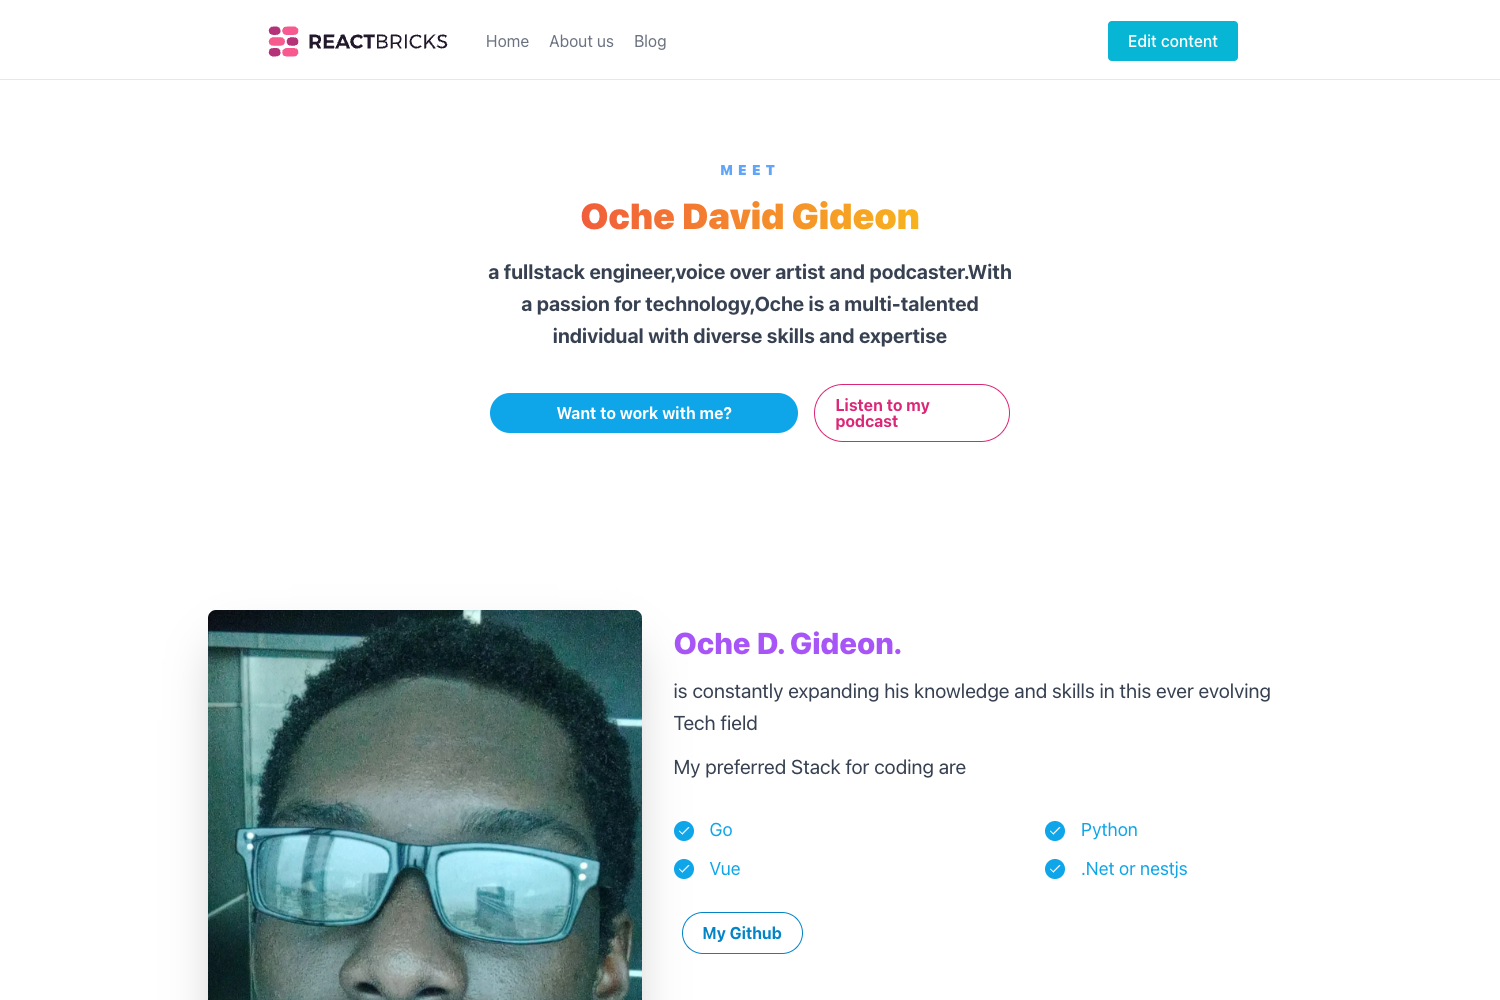 REACTBRICKS
Home About us Blog
Edit content
MEET
Oche David Gideon
a fullstack engineer,voice over artist and podcaster.With
a passion for technology,Oche is a multi-talented
individual with diverse skills and expertise
Want to work with me?
Listen to my
podcast
Oche D. Gideon.
is constantly expanding his knowledge and skills in this ever evolving
Tech field
My preferred Stack for coding are
Go
Python
Vue
.Net or nestjs
My Github